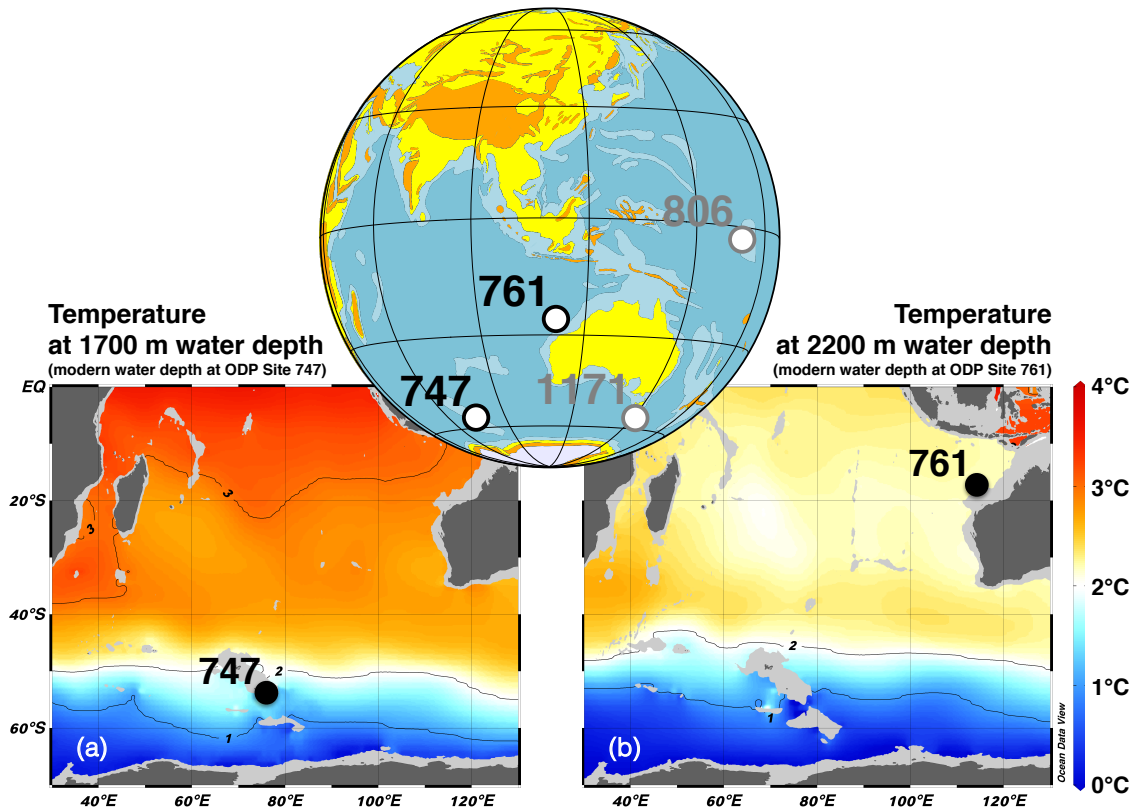 806
761
747
1171
Temperature
at 1700 m water depth
(modern water depth at ODP Site 747)
Temperature
at 2200 m water depth
(modern water depth at ODP Site 761)
EQ
20°S
40°S
60°S
3
3
747
2
1
(a)
40°E
60°E
80°E
100°E
120°E
761
2
1
(b)
40°E
60°E
80°E
100°E
120°E
Ocean Data View
4°C
3°C
2°C
1°C
0°C